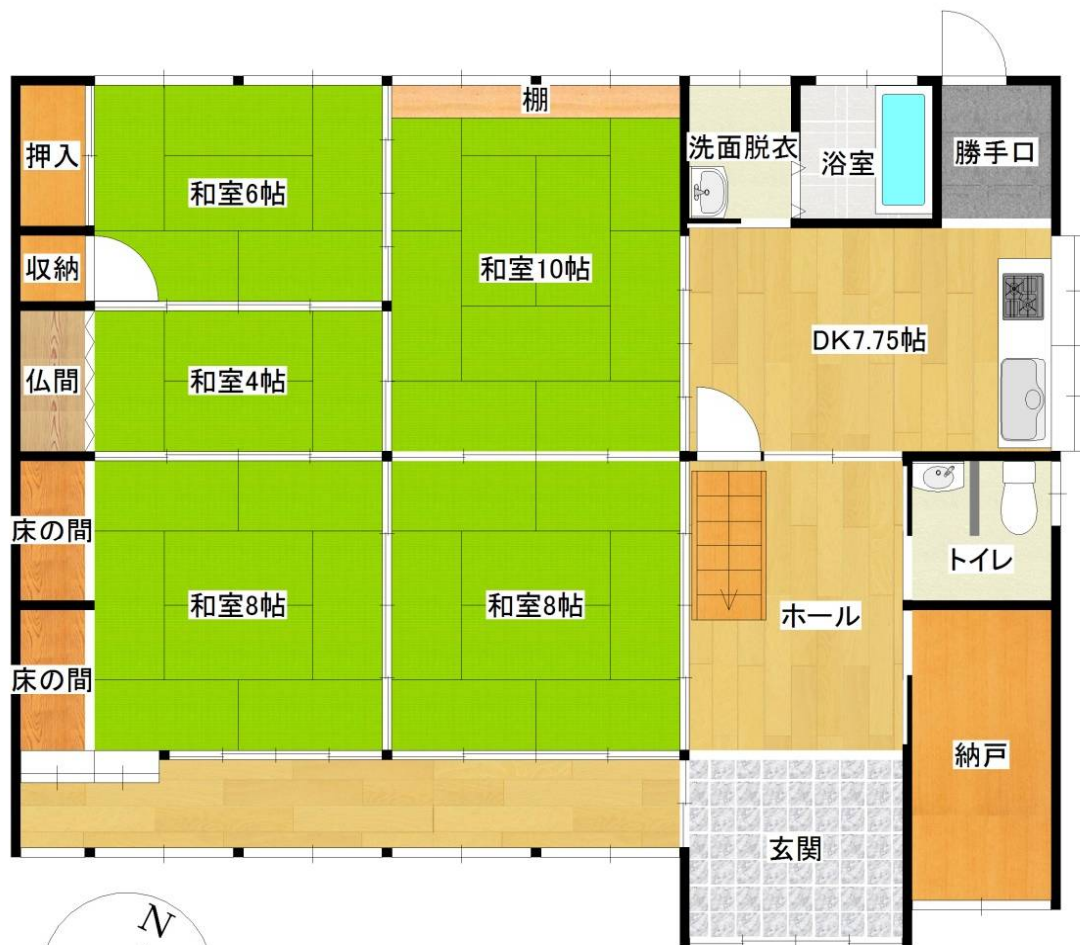 棚
押入
和室6帖
洗面脱衣
浴室
勝手口
収納
和室10帖
仏間
和室4帖
DK7.75帖
床の間
和室8帖
和室8帖
ホール
トイレ
床の間
納戸
玄関
N